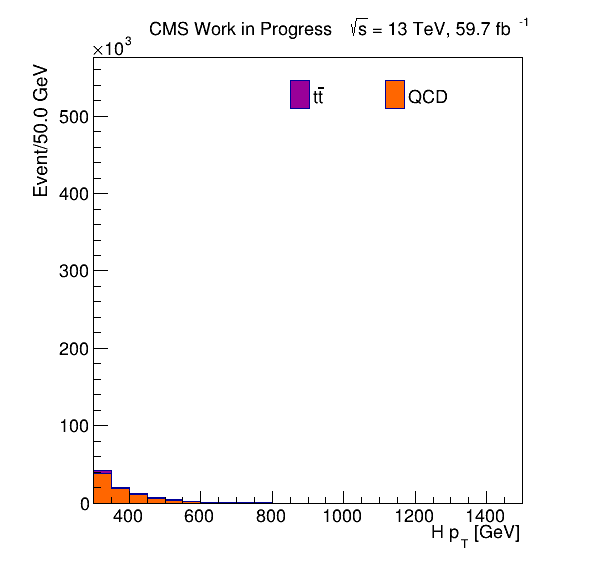 CMS Work in Progress √s = 13 TeV, 59.7 fb⁻¹
×10³
Event/50.0 GeV
tt̄
QCD
500
400
300
200
100
0
400 600 800 1000 1200 1400
H p_T [GeV]